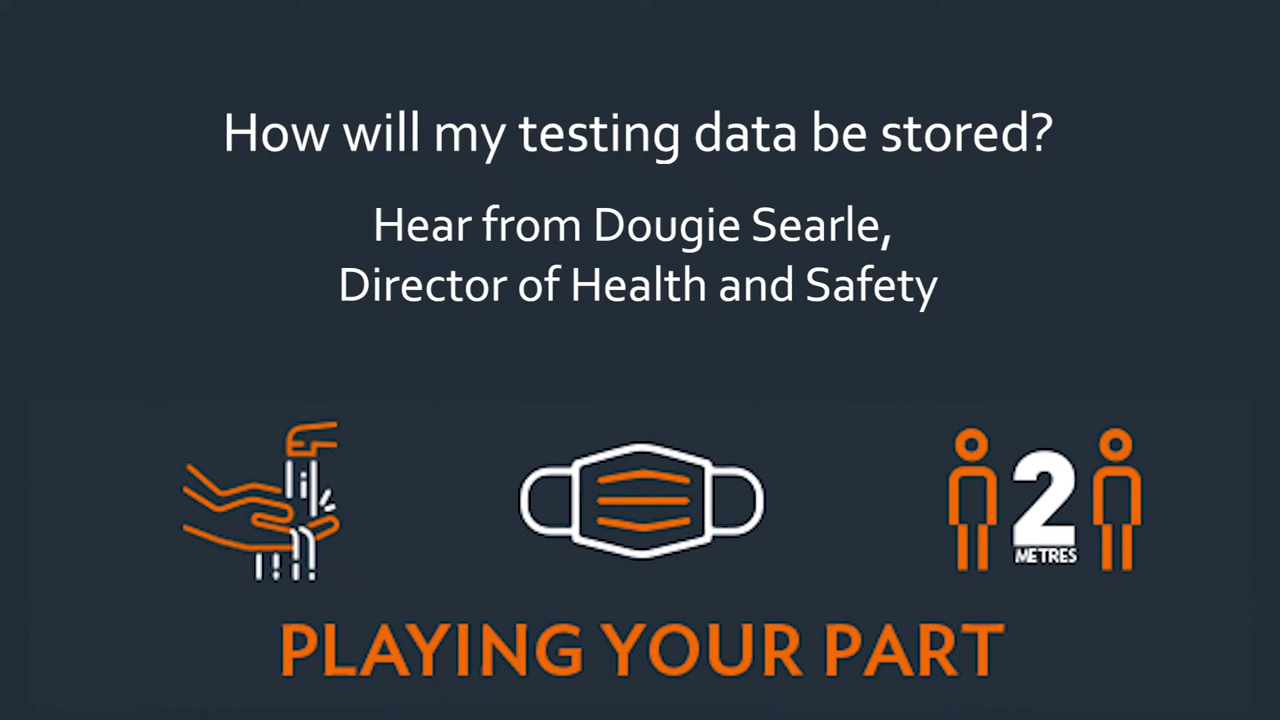 How will my testing data be stored?
Hear from Dougie Searle,
Director of Health and Safety
2
METRES
PLAYING YOUR PART